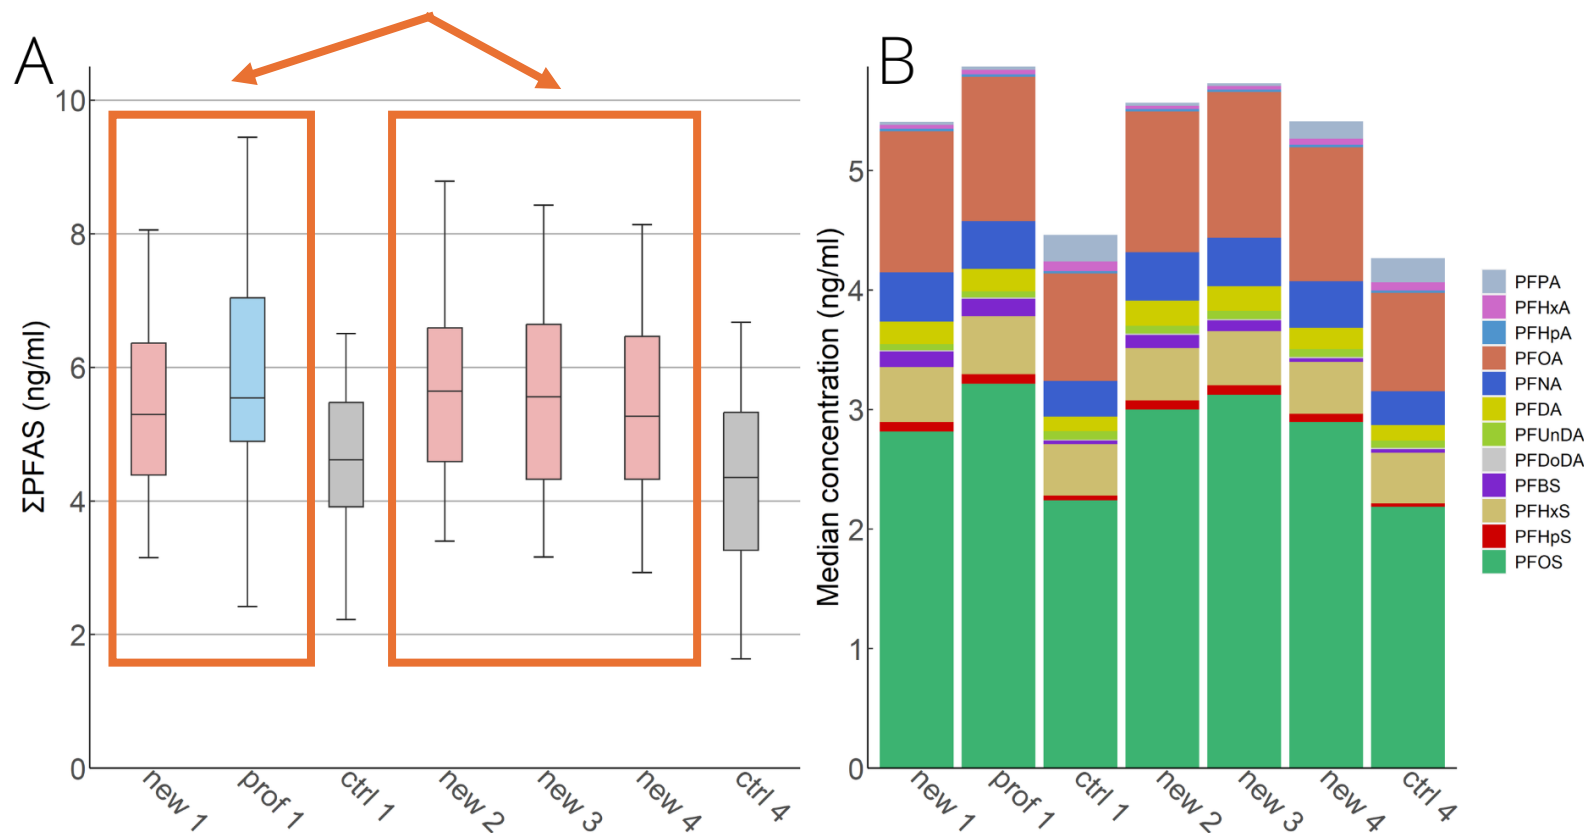 A
ΣPFAS (ng/ml)
10
8
6
4
2
0
new 1
prof 1
ctrl 1
new 2
new 3
new 4
ctrl 4
B
Median concentration (ng/ml)
5
4
3
2
1
0
new 1
prof 1
ctrl 1
new 2
new 3
new 4
ctrl 4
PFPA
PFHxA
PFHpA
PFOA
PFNA
PFDA
PFUnDA
PFDoDA
PFBS
PFHxS
PFHpS
PFOS